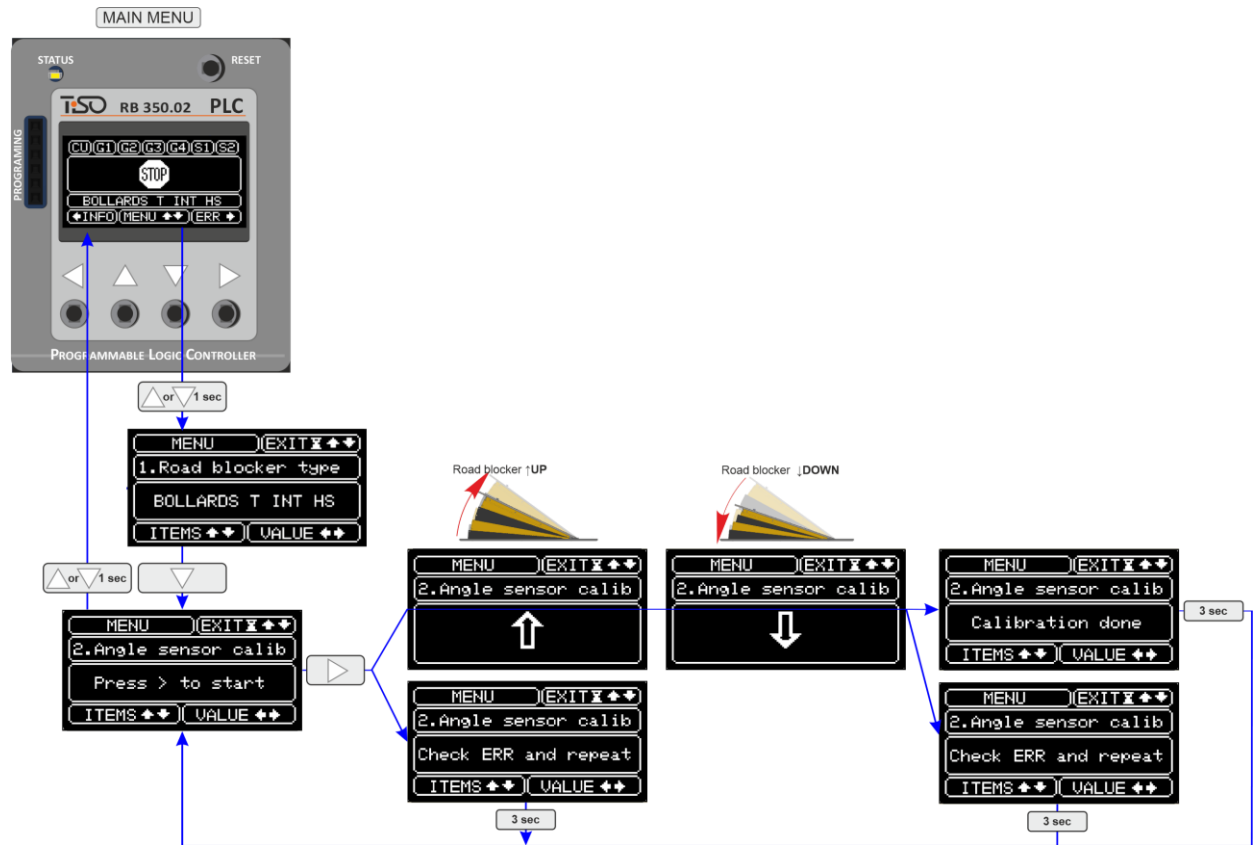 MAIN MENU
STATUS
RESET
TiSO RB 350.02 PLC
PROGRAMING
CU G1 G2 G3 G4 S1 S2
STOP
BOLLARDS T INT HS
INFO MENU ERR
PROGRAMMABLE LOGIC CONTROLLER
or 1 sec
MENU EXIT
1.Road blocker type
BOLLARDS T INT HS
ITEMS VALUE
or 1 sec
MENU EXIT
2.Angle sensor calib
Press > to start
ITEMS VALUE
Road blocker ↑UP
MENU EXIT
2.Angle sensor calib
⇧
Road blocker ↓DOWN
MENU EXIT
2.Angle sensor calib
⇩
MENU EXIT
2.Angle sensor calib
Calibration done
ITEMS VALUE
3 sec
MENU EXIT
2.Angle sensor calib
Check ERR and repeat
ITEMS VALUE
3 sec
MENU EXIT
2.Angle sensor calib
Check ERR and repeat
ITEMS VALUE
3 sec